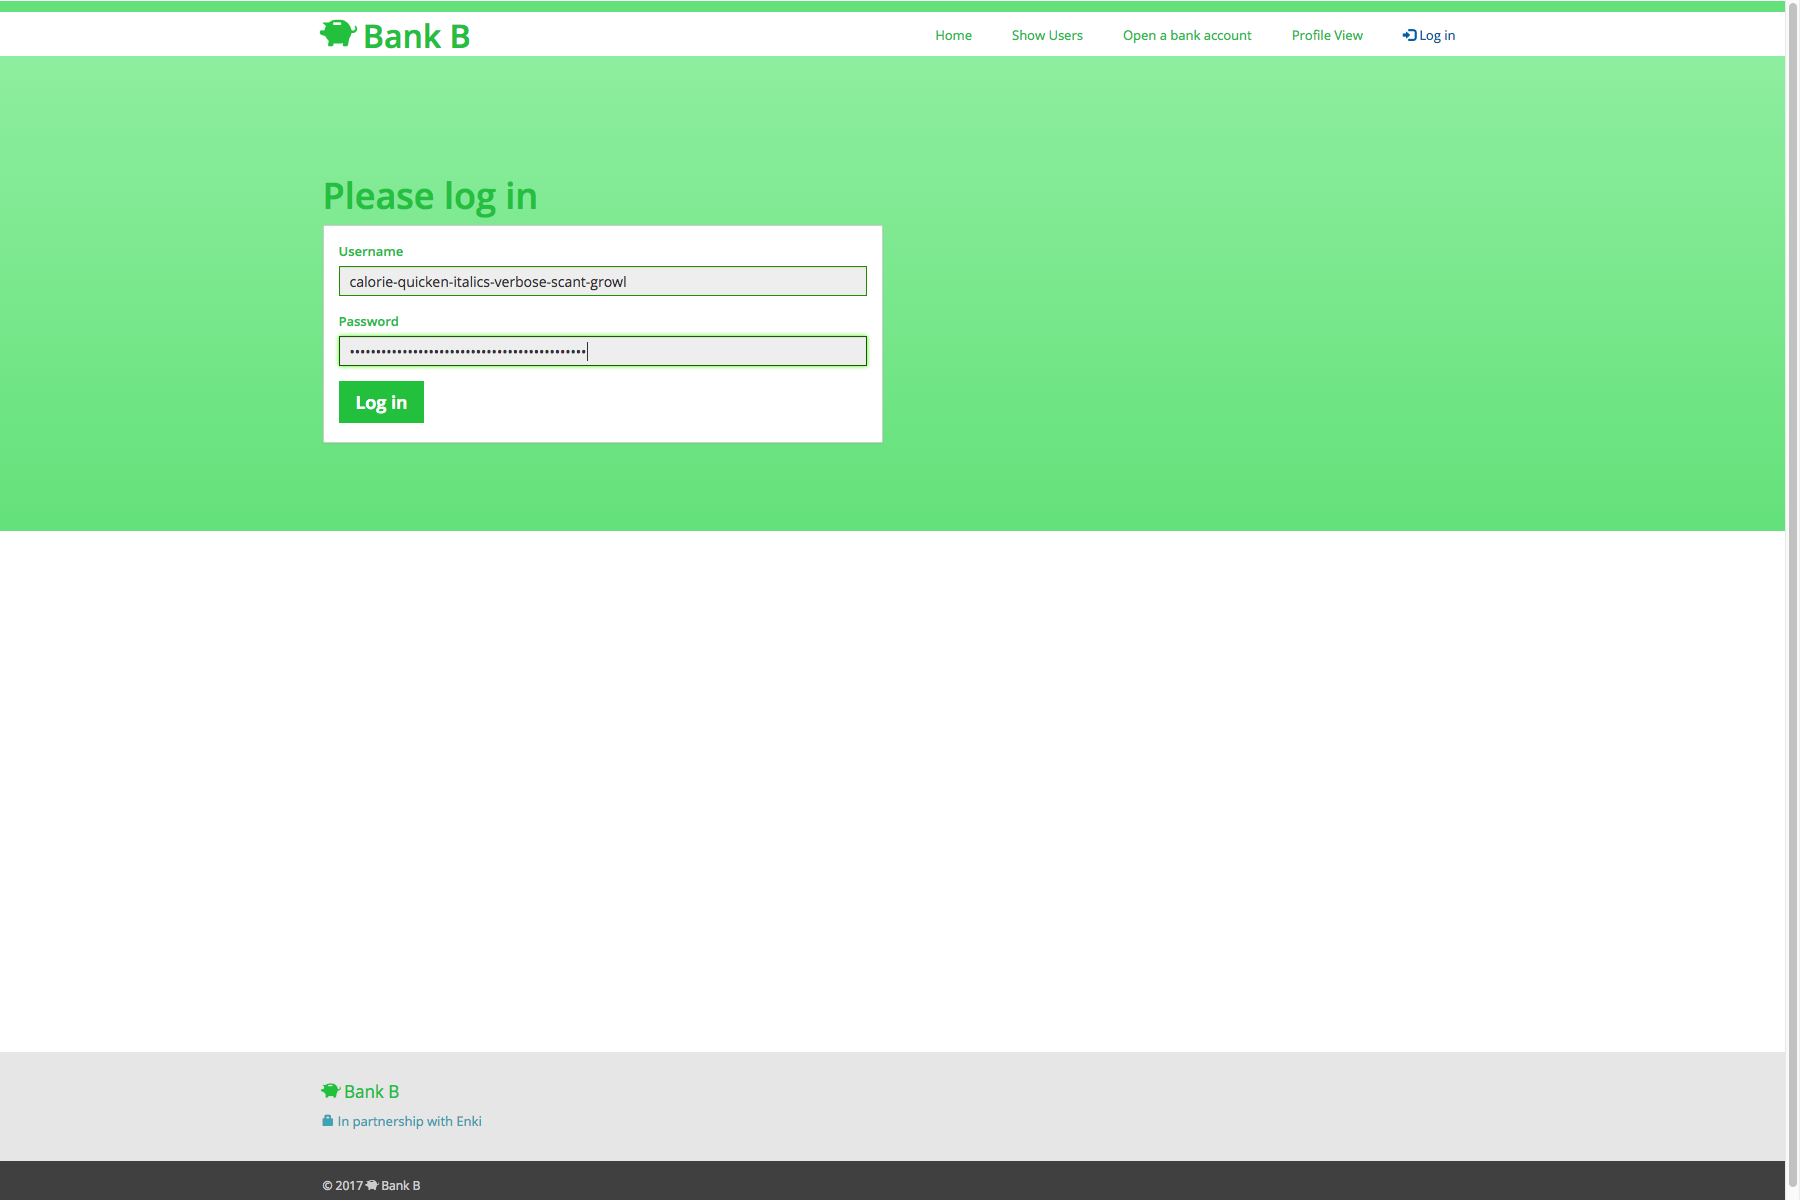 Bank B
Home Show Users Open a bank account Profile View Log in
Please log in
Username
calorie-quicken-italics-verbose-scant-growl
Password
•••••••••••••••••••••••••••••••••••••••••••••
Log in
Bank B
In partnership with Enki
© 2017 Bank B